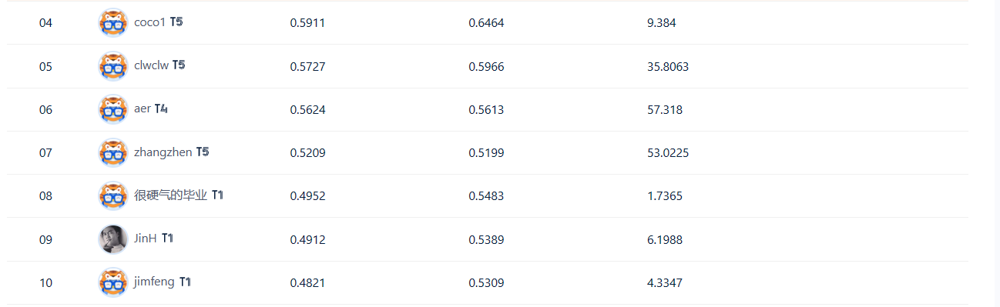 04 coco1 T5 0.5911 0.6464 9.384
05 clwclw T5 0.5727 0.5966 35.8063
06 aer T4 0.5624 0.5613 57.318
07 zhangzhen T5 0.5209 0.5199 53.0225
08 很硬气的毕业 T1 0.4952 0.5483 1.7365
09 JinH T1 0.4912 0.5389 6.1988
10 jimfeng T1 0.4821 0.5309 4.3347